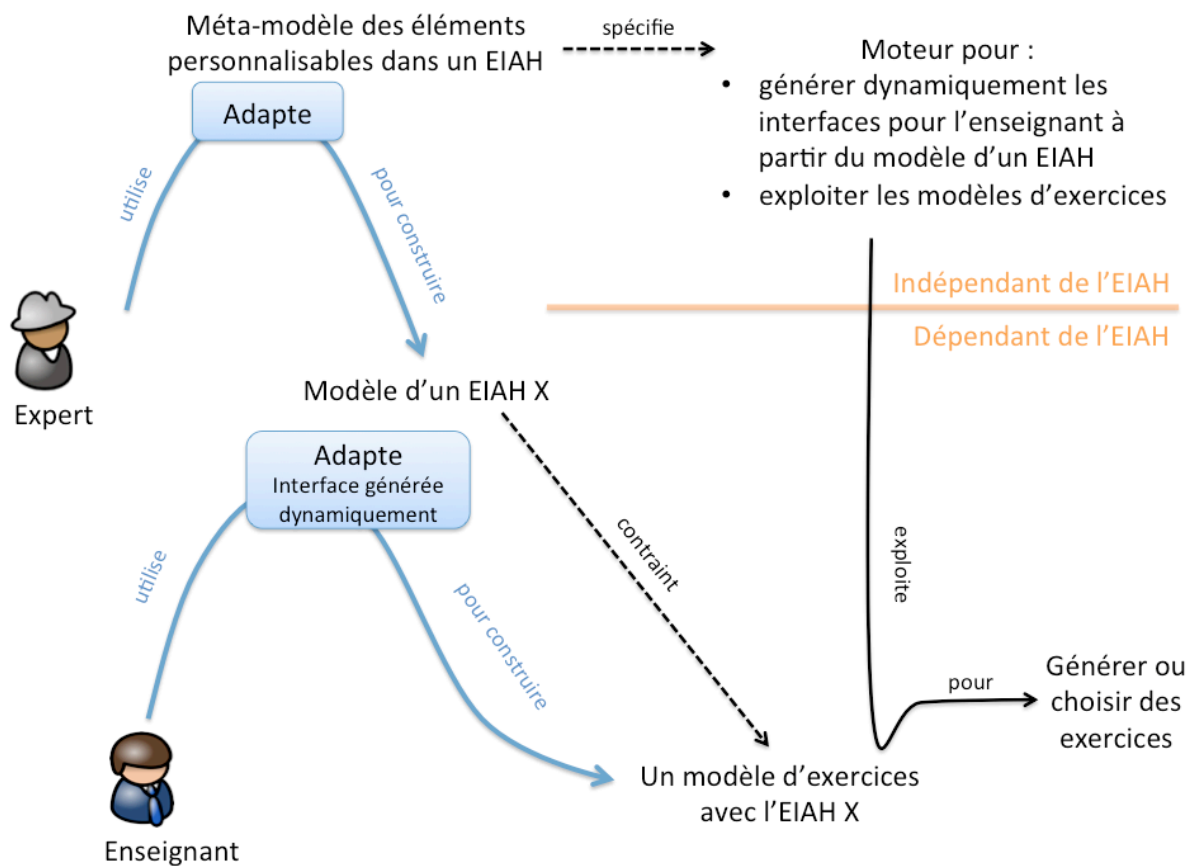 Méta-modèle des éléments
personnalisables dans un EIAH
spécifie
Moteur pour :
• générer dynamiquement les
interfaces pour l'enseignant à
partir du modèle d'un EIAH
• exploiter les modèles d'exercices
Adapte
utilise
pour construire
Indépendant de l'EIAH
Dépendant de l'EIAH
Expert
Modèle d'un EIAH X
Adapte
Interface générée
dynamiquement
utilise
pour construire
contraint
exploite
pour
Générer ou
choisir des
exercices
Un modèle d'exercices
avec l'EIAH X
Enseignant